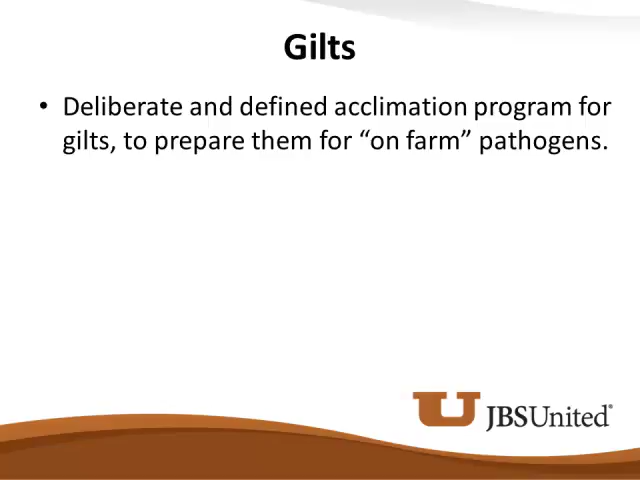 Gilts
• Deliberate and defined acclimation program for
gilts, to prepare them for “on farm” pathogens.
JBSUnited®